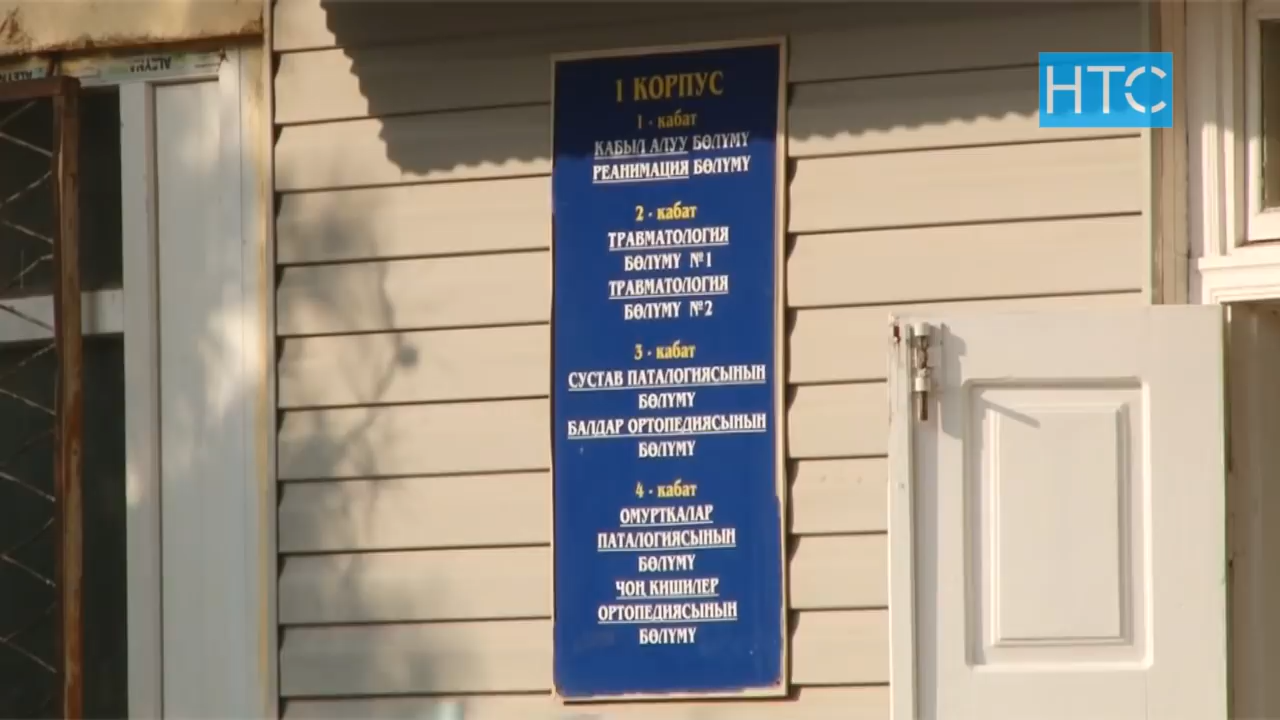 НТС
1 КОРПУС
1 - кабат
КАБЫЛ АЛУУ БӨЛҮМҮ
РЕАНИМАЦИЯ БӨЛҮМҮ
2 - кабат
ТРАВМАТОЛОГИЯ
БӨЛҮМҮ №1
ТРАВМАТОЛОГИЯ
БӨЛҮМҮ №2
3 - кабат
СУСТАВ ПАТАЛОГИЯСЫНЫН
БӨЛҮМҮ
БАЛДАР ОРТОПЕДИЯСЫНЫН
БӨЛҮМҮ
4 - кабат
ОМУРТКАЛАР
ПАТАЛОГИЯСЫНЫН
БӨЛҮМҮ
ЧОҢ КИШИЛЕР
ОРТОПЕДИЯСЫНЫН
БӨЛҮМҮ